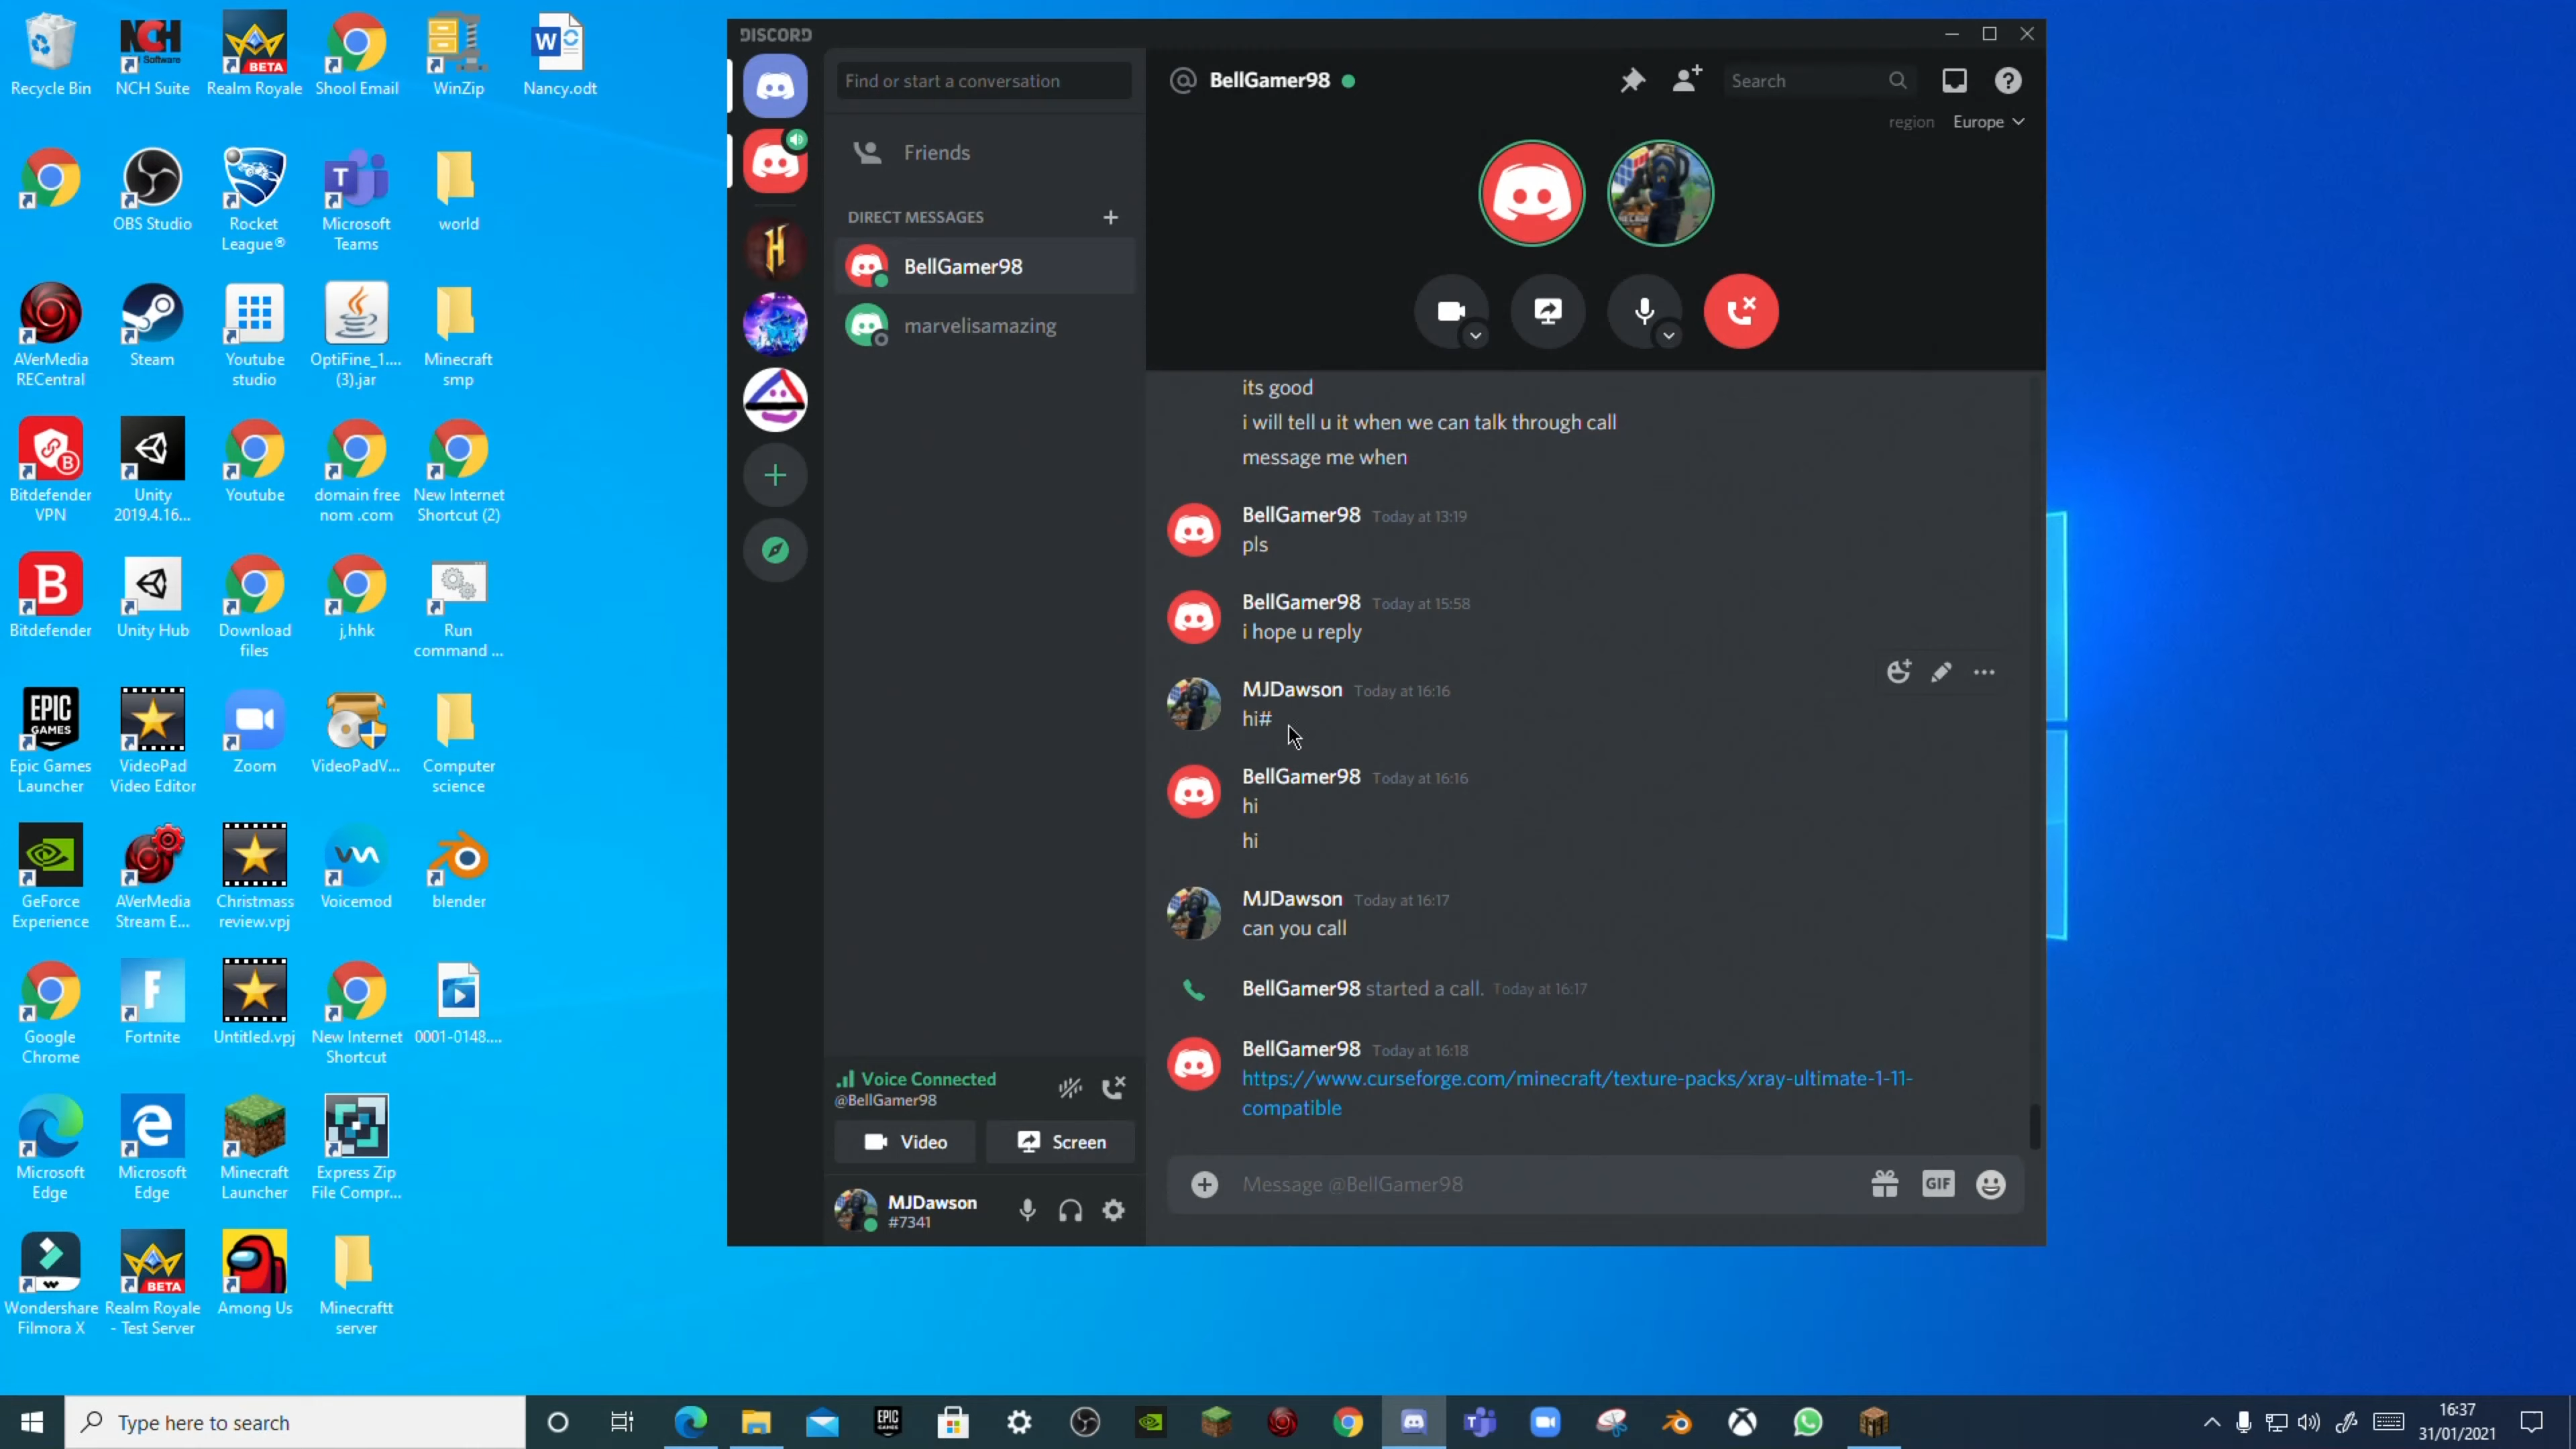 Recycle Bin
NCH Software
NCH Suite
BETA
Realm Royale
Shool Email
WinZip
W
Nancy.odt
OBS Studio
Rocket
League®
T
Microsoft
Teams
world
AVerMedia
RECentral
Steam
Youtube
studio
OptiFine_1....
(3).jar
Minecraft
smp
B
Bitdefender
VPN
Unity
2019.4.16...
Youtube
domain free
nom .com
New Internet
Shortcut (2)
B
Bitdefender
Unity Hub
Download
files
j,hhk
Run
command ...
EPIC
GAMES
Epic Games
Launcher
VideoPad
Video Editor
Zoom
VideoPadV...
Computer
science
GeForce
Experience
AVerMedia
Stream E...
Christmass
review.vpj
Voicemod
blender
Google
Chrome
F
Fortnite
Untitled.vpj
New Internet
Shortcut
0001-0148....
Microsoft
Edge
Microsoft
Edge
Minecraft
Launcher
Express Zip
File Compr...
Wondershare
Filmora X
BETA
Realm Royale
- Test Server
Among Us
Minecraftt
server
DISCORD
H
Find or start a conversation
Friends
DIRECT MESSAGES
BellGamer98
marvelisamazing
Voice Connected
@BellGamer98
Video
Screen
MJDawson
#7341
@ BellGamer98
Search
region Europe
its good
i will tell u it when we can talk through call
message me when
BellGamer98 Today at 13:19
pls
BellGamer98 Today at 15:58
i hope u reply
MJDawson Today at 16:16
hi#
BellGamer98 Today at 16:16
hi
hi
MJDawson Today at 16:17
can you call
BellGamer98 started a call. Today at 16:17
BellGamer98 Today at 16:18
https://www.curseforge.com/minecraft/texture-packs/xray-ultimate-1-11-
compatible
Message @BellGamer98
GIF
Type here to search
EPIC
GAMES
16:37
31/01/2021